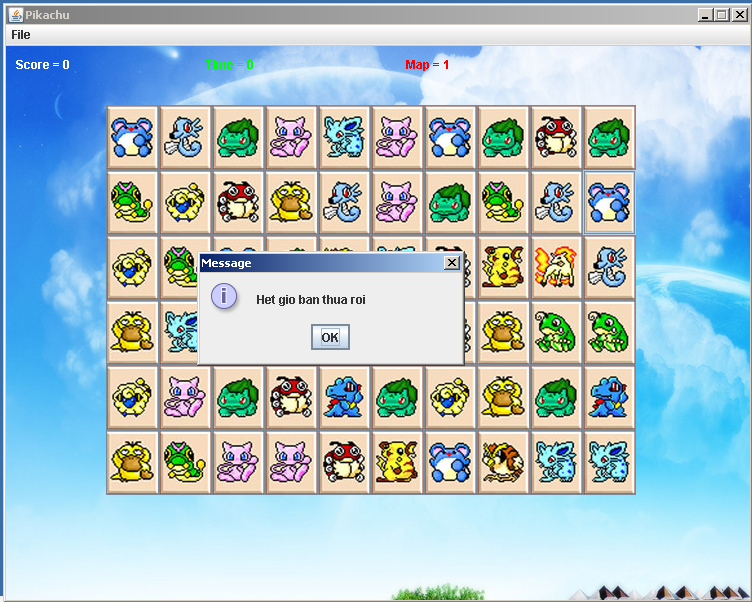 Pikachu
File
Score = 0 Time = 0 Map = 1
Message
Het gio ban thua roi
OK